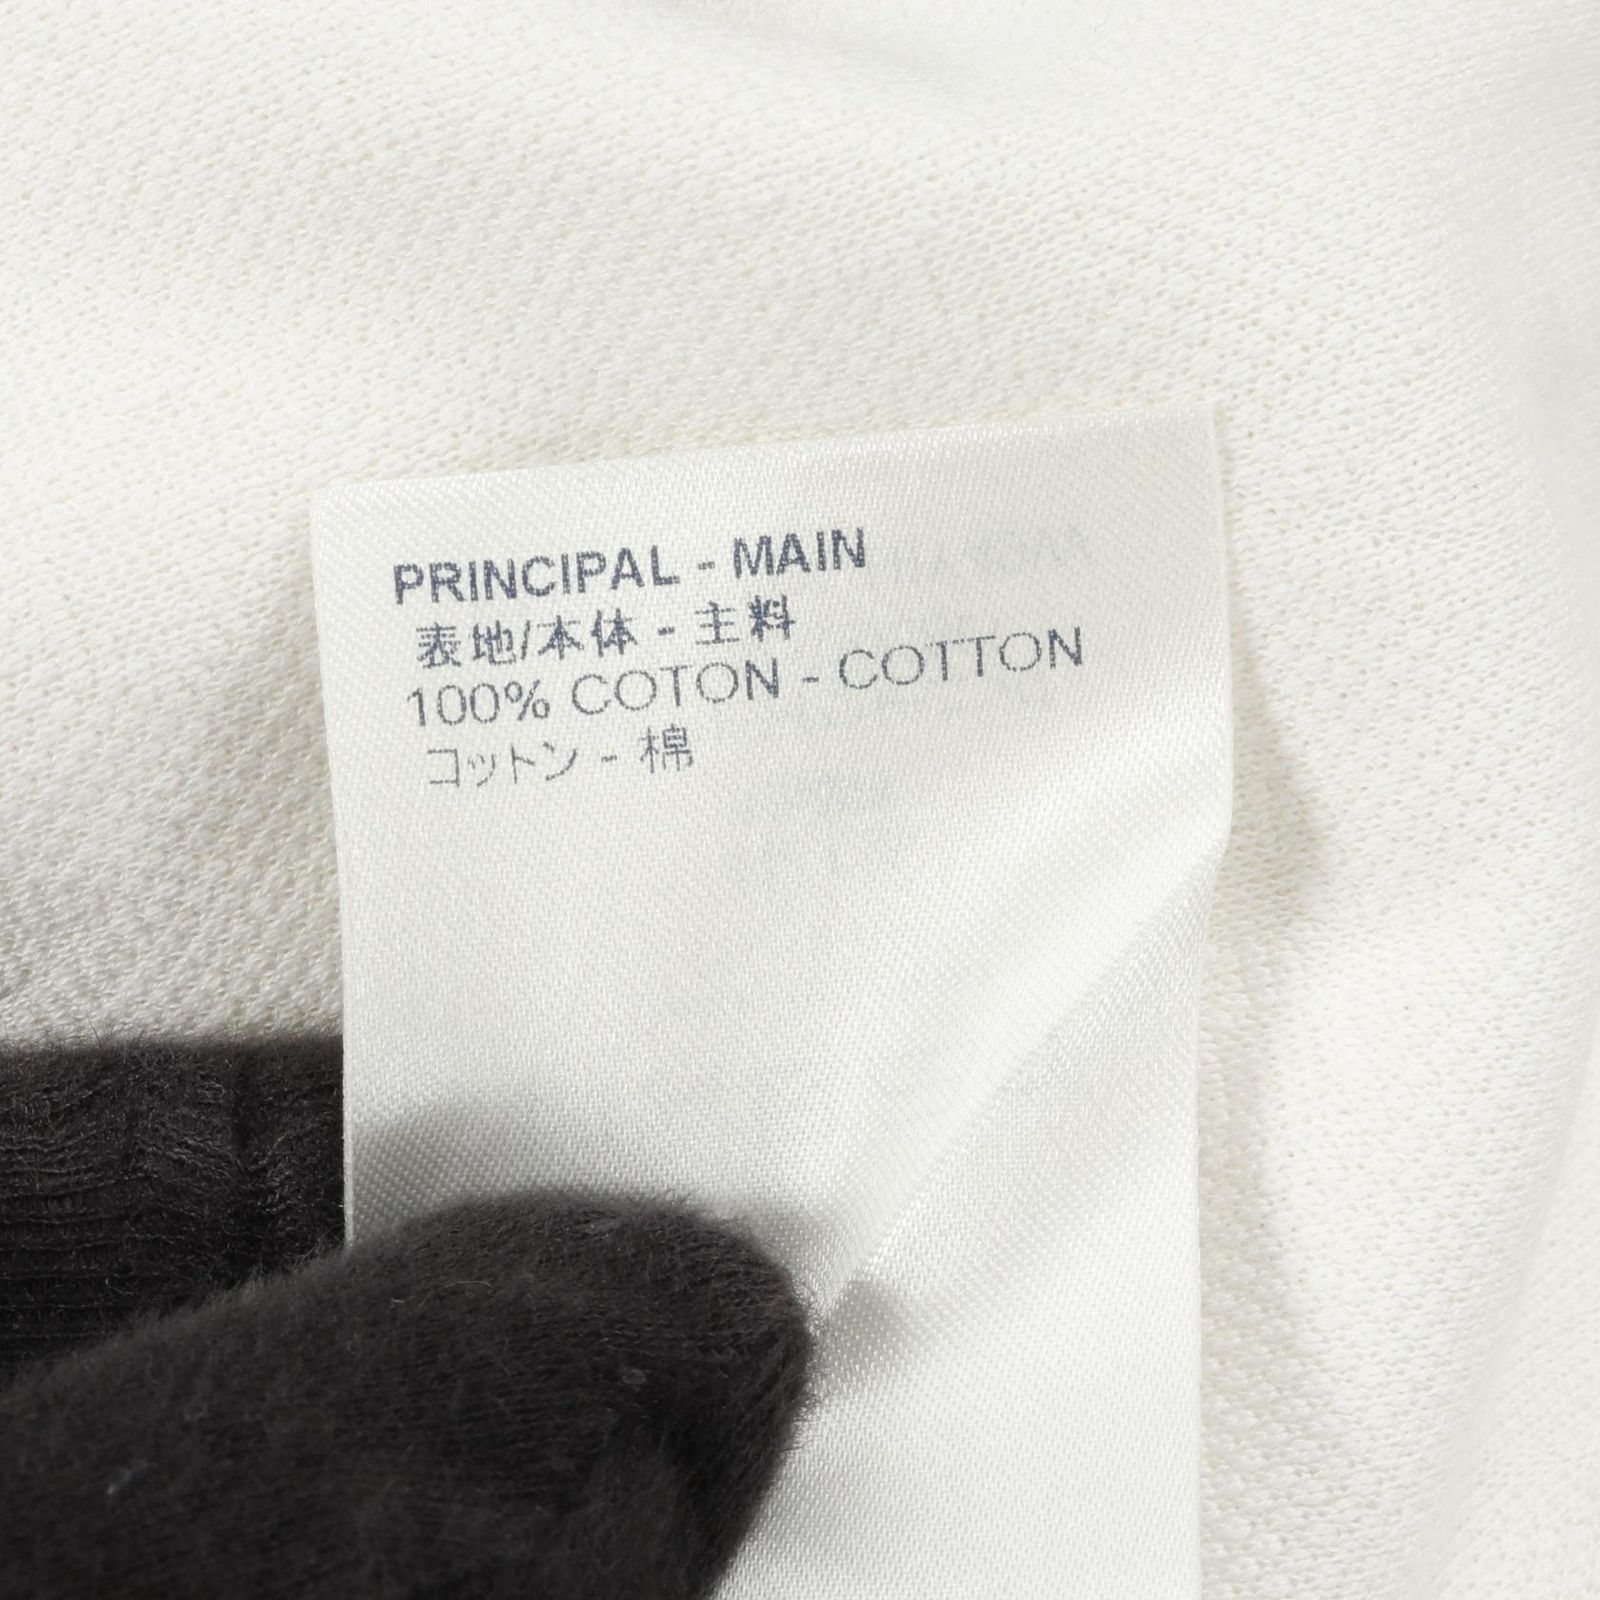 PRINCIPAL - MAIN
表地/本体 - 主料
100% COTON - COTTON
コットン - 棉